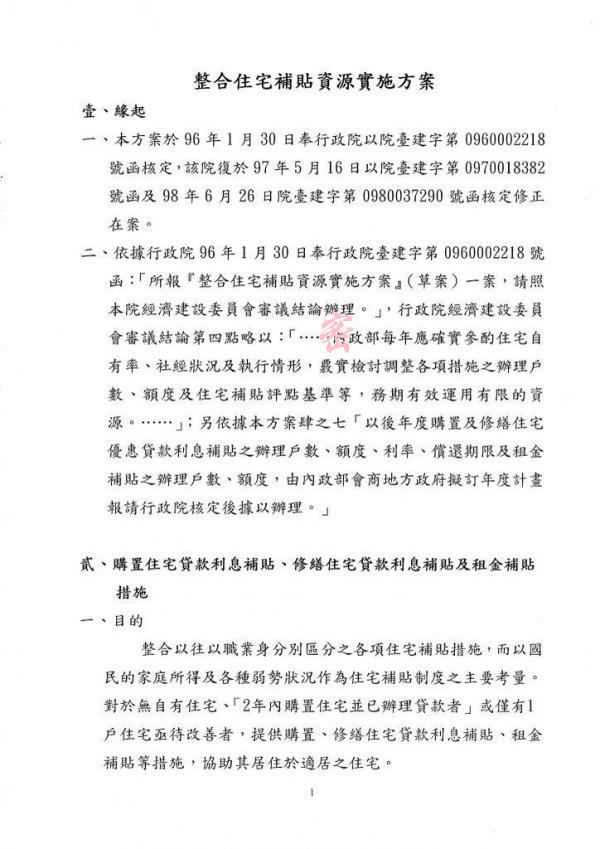 整合住宅補貼資源實施方案
壹、緣起
一、本方案於 96 年 1 月 30 日奉行政院以院臺建字第 0960002218
號函核定,該院復於 97 年 5 月 16 日以院臺建字第 0970018382
號函及 98 年 6 月 26 日院臺建字第 0980037290 號函核定修正
在案。
二、依據行政院 96 年 1 月 30 日奉行政院臺建字第 0960002218 號
函:「所報『整合住宅補貼資源實施方案』(草案)一案,請照
本院經濟建設委員會審議結論辦理。」,行政院經濟建設委員
會審議結論第四點略以:「……內政部每年應確實參酌住宅自
有率、社經狀況及執行情形,覈實檢討調整各項措施之辦理戶
數、額度及住宅補貼評點基準等,務期有效運用有限的資
源。……」;另依據本方案肆之七「以後年度購置及修繕住宅
優惠貸款利息補貼之辦理戶數、額度、利率、償還期限及租金
補貼之辦理戶數、額度,由內政部會商地方政府擬訂年度計畫
報請行政院核定後據以辦理。」
密
貳、購置住宅貸款利息補貼、修繕住宅貸款利息補貼及租金補貼
措施
一、目的
整合以往以職業身分別區分之各項住宅補貼措施,而以國
民的家庭所得及各種弱勢狀況作為住宅補貼制度之主要考量。
對於無自有住宅、「2年內購置住宅並已辦理貸款者」或僅有1
戶住宅亟待改善者,提供購置、修繕住宅貸款利息補貼、租金
補貼等措施,協助其居住於適居之住宅。
1